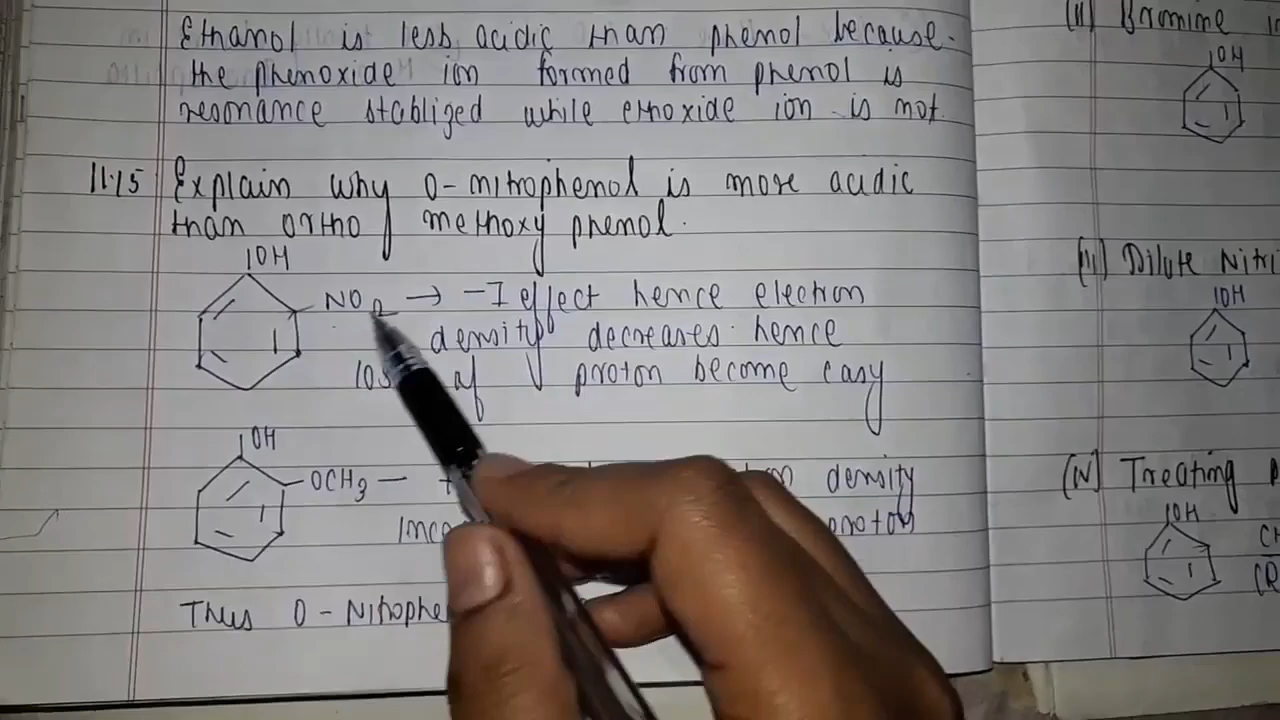 Ethanol is less acidic than phenol because
the phenoxide ion formed from phenol is
resonance stablized while ethoxide ion is not.
11.15 Explain why O-nitrophenol is more acidic
than ortho methoxy phenol.
OH
NO2 → -I effect hence electron
density decreases hence
of proton become easy
OH
OCH3 - density
proton
Thus O-
(II) Bromine
OH
(III) Dilute
OH
(IV) Treating
OH